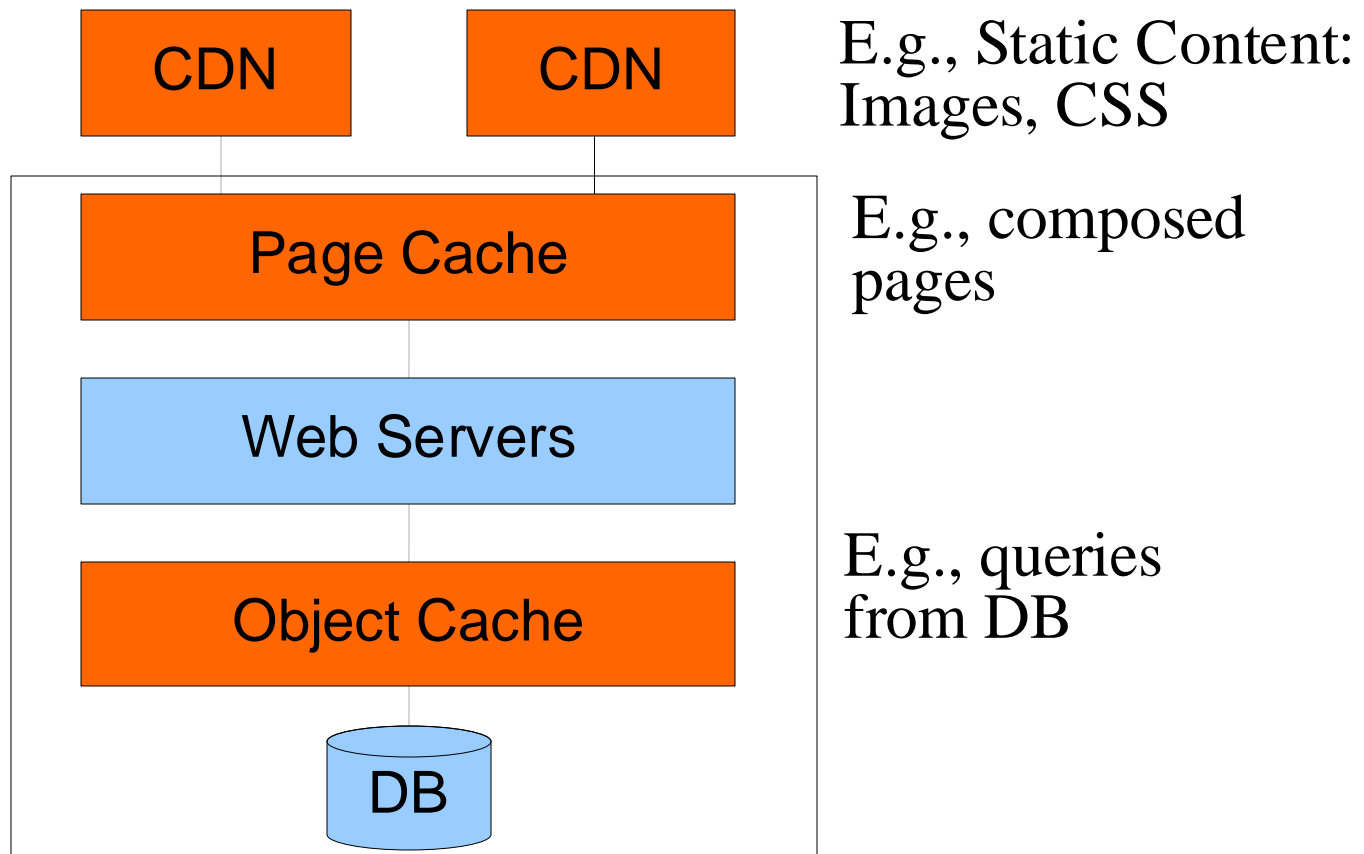 CDN
CDN
E.g., Static Content:
Images, CSS
Page Cache
E.g., composed
pages
Web Servers
Object Cache
E.g., queries
from DB
DB